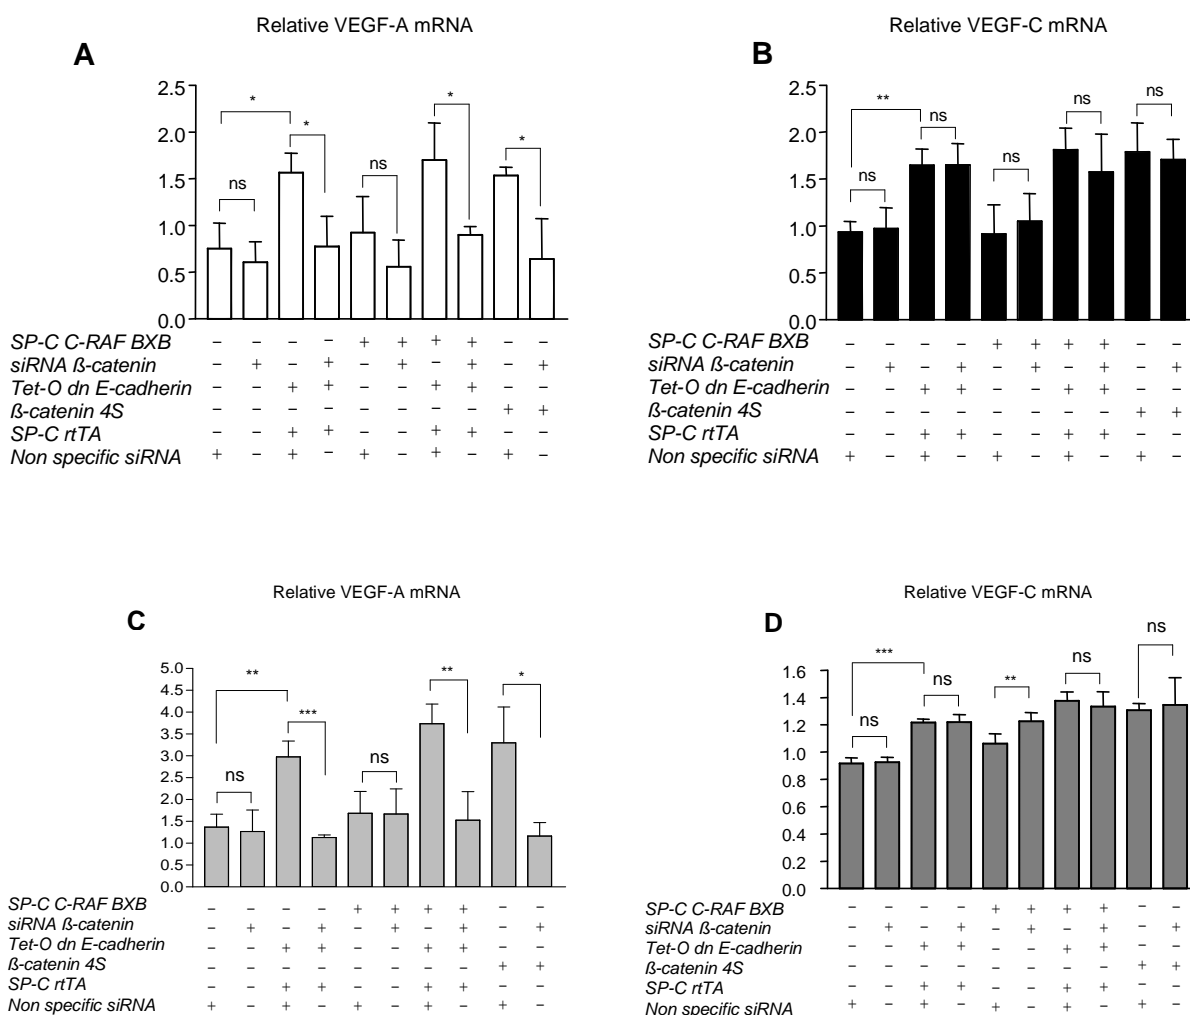 Relative VEGF-A mRNA
A
2.5
2.0
1.5
1.0
0.5
0.0
* * ns * *
ns
SP-C C-RAF BXB – – – – + + + + – –
siRNA ß-catenin – + – + – + – + – +
Tet-O dn E-cadherin – – + + – – + + – –
ß-catenin 4S – – – – – – – – + +
SP-C rtTA – – + + – – + + – –
Non specific siRNA + – + – + – + – + –
Relative VEGF-C mRNA
B
2.5
2.0
1.5
1.0
0.5
0.0
** ns ns ns ns
ns
SP-C C-RAF BXB – – – – + + + + – –
siRNA ß-catenin – + – + – + – + – +
Tet-O dn E-cadherin – – + + – – + + – –
ß-catenin 4S – – – – – – – – + +
SP-C rtTA – – + + – – + + – –
Non specific siRNA + – + – + – + – + –
Relative VEGF-A mRNA
C
5.0
4.5
4.0
3.5
3.0
2.5
2.0
1.5
1.0
0.5
0.0
** *** ns ** *
ns
SP-C C-RAF BXB – – – – + + + + – –
siRNA ß-catenin – + – + – + – + – +
Tet-O dn E-cadherin – – + + – – + + – –
ß-catenin 4S – – – – – – – – + +
SP-C rtTA – – + + – – + + – –
Non specific siRNA + – + – + – + – + –
Relative VEGF-C mRNA
D
1.6
1.4
1.2
1.0
0.8
0.6
0.4
0.2
0.0
*** ns ** ns ns
ns
SP-C C-RAF BXB – – – – + + + + – –
siRNA ß-catenin – + – + – + – + – +
Tet-O dn E-cadherin – – + + – – + + – –
ß-catenin 4S – – – – – – – – + +
SP-C rtTA – – + + – – + + – –
Non specific siRNA + – + – + – + – + –